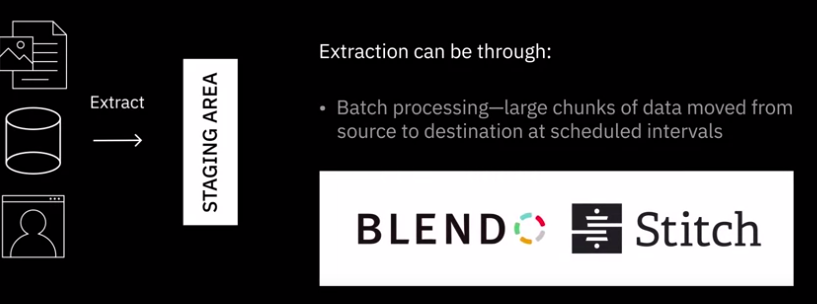 Extract
STAGING AREA
Extraction can be through:
• Batch processing—large chunks of data moved from
source to destination at scheduled intervals
BLENDO
Stitch